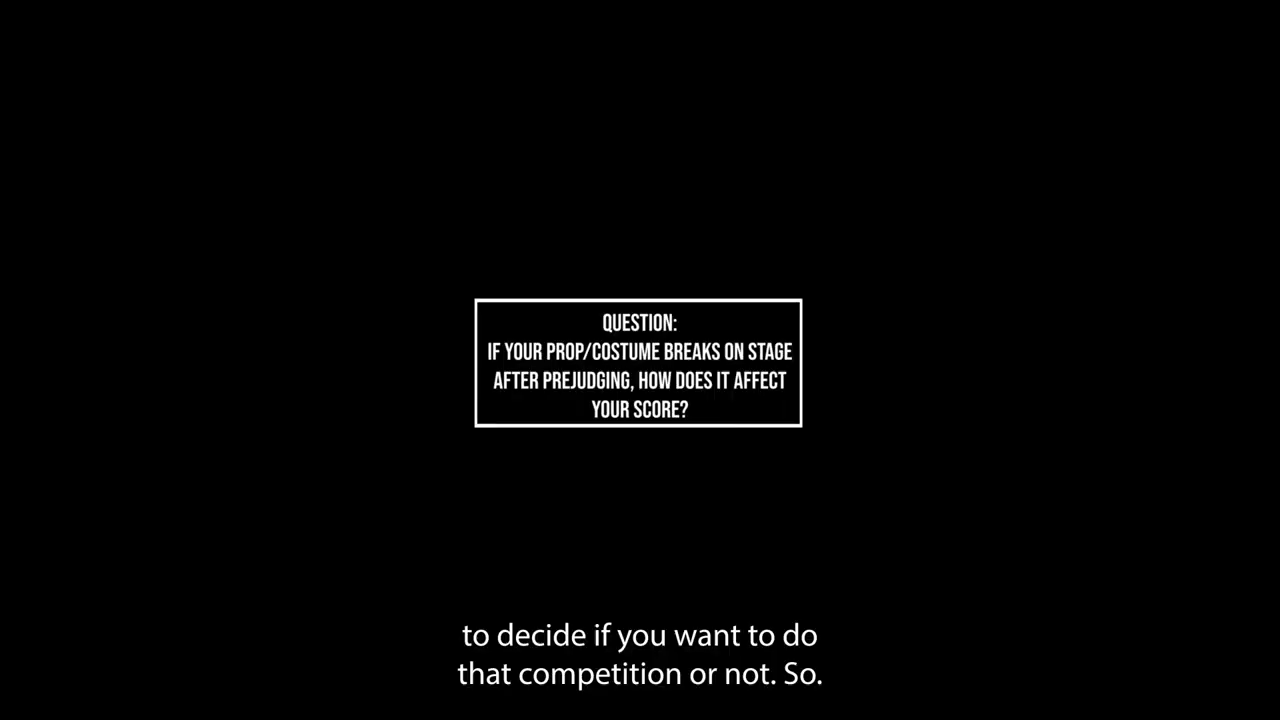 QUESTION:
IF YOUR PROP/COSTUME BREAKS ON STAGE
AFTER PREJUDGING, HOW DOES IT AFFECT
YOUR SCORE?
to decide if you want to do
that competition or not. So.